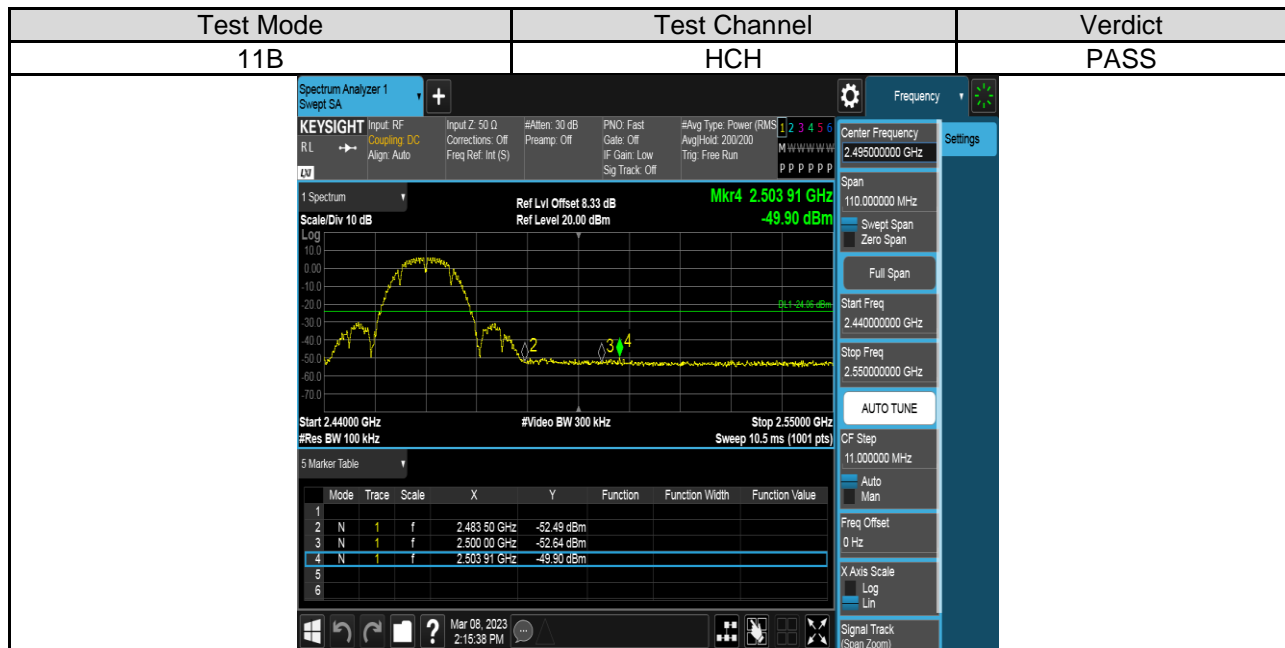 Test Mode Test Channel Verdict
11B HCH PASS
Spectrum Analyzer 1
Swept SA
Frequency
KEYSIGHT
RL
LXI
Input: RF
Coupling: DC
Align: Auto
Input Z: 50 Ω
Corrections: Off
Freq Ref: Int (S)
#Atten: 30 dB
Preamp: Off
PNO: Fast
Gate: Off
IF Gain: Low
Sig Track: Off
#Avg Type: Power (RMS
Avg|Hold: 200/200
Trig: Free Run
1 2 3 4 5 6
M W W W W W
P P P P P P
1 Spectrum
Scale/Div 10 dB
Ref Lvl Offset 8.33 dB
Ref Level 20.00 dBm
Mkr4 2.503 91 GHz
-49.90 dBm
Log
10.0
0.00
-10.0
-20.0
-30.0
-40.0
-50.0
-60.0
-70.0
DL1 -24.06 dBm
2
3
4
Start 2.44000 GHz
#Res BW 100 kHz
#Video BW 300 kHz
Stop 2.55000 GHz
Sweep 10.5 ms (1001 pts)
5 Marker Table
Mode Trace Scale X Y Function Function Width Function Value
1
2 N 1 f 2.483 50 GHz -52.49 dBm
3 N 1 f 2.500 00 GHz -52.64 dBm
4 N 1 f 2.503 91 GHz -49.90 dBm
5
6
?
Mar 08, 2023
2:15:38 PM
Settings
Center Frequency
2.495000000 GHz
Span
110.000000 MHz
Swept Span
Zero Span
Full Span
Start Freq
2.440000000 GHz
Stop Freq
2.550000000 GHz
AUTO TUNE
CF Step
11.000000 MHz
Auto
Man
Freq Offset
0 Hz
X Axis Scale
Log
Lin
Signal Track
(Span Zoom)